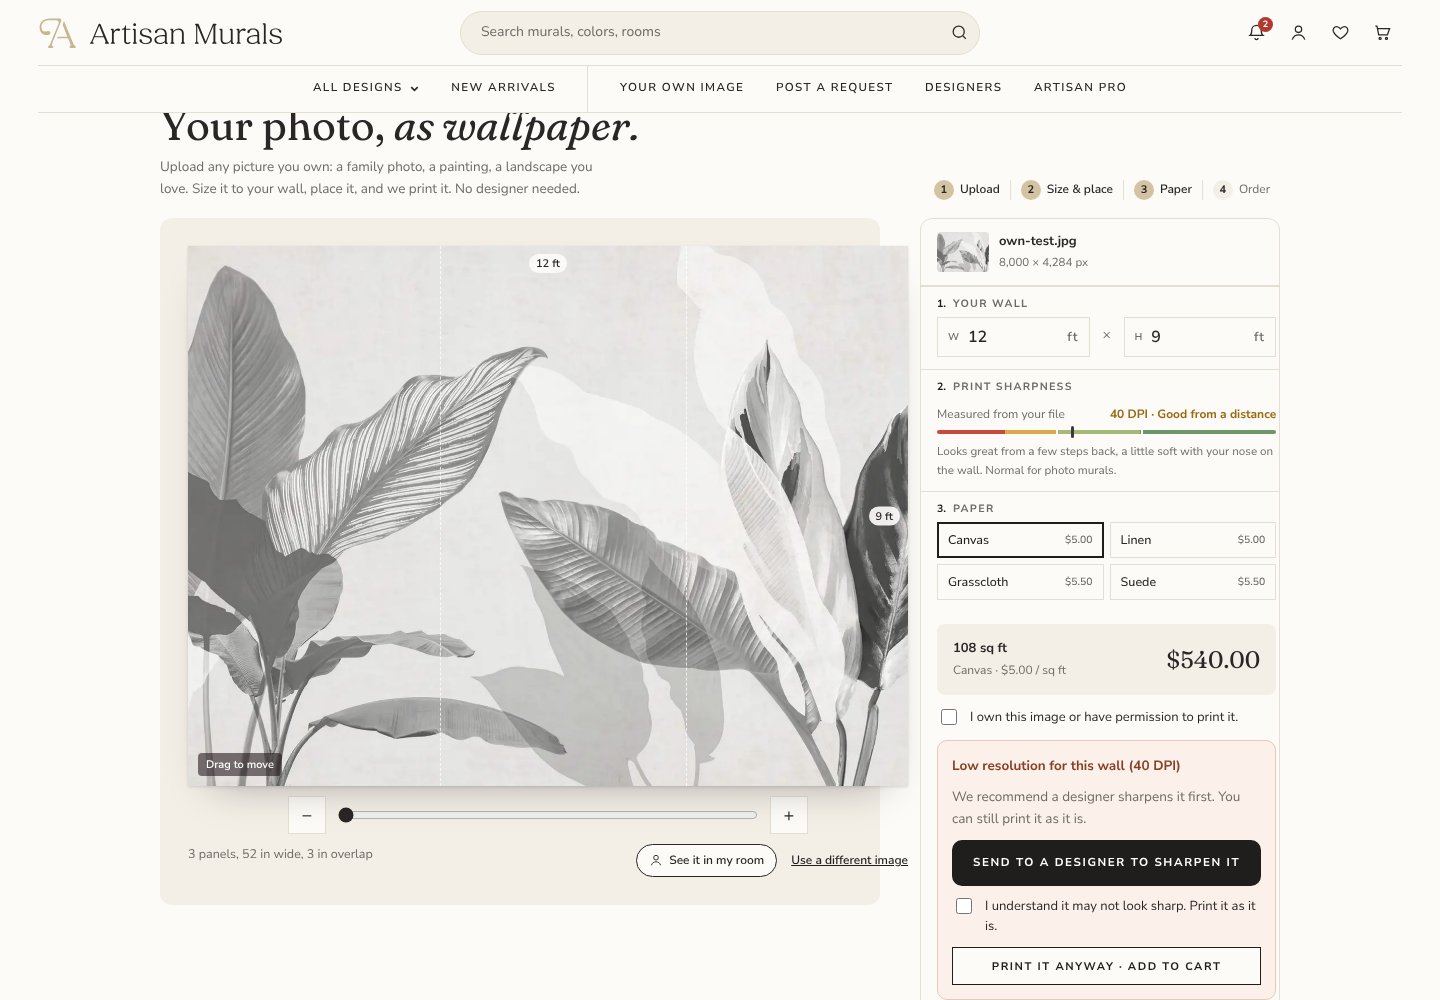 Artisan Murals
Search murals, colors, rooms
2
ALL DESIGNS
NEW ARRIVALS
YOUR OWN IMAGE
POST A REQUEST
DESIGNERS
ARTISAN PRO
Your photo, as wallpaper.
Upload any picture you own: a family photo, a painting, a landscape you
love. Size it to your wall, place it, and we print it. No designer needed.
1 Upload
2 Size & place
3 Paper
4 Order
12 ft
9 ft
Drag to move
−
+
3 panels, 52 in wide, 3 in overlap
See it in my room
Use a different image
own-test.jpg
8,000 × 4,284 px
1. YOUR WALL
W 12 ft × H 9 ft
2. PRINT SHARPNESS
Measured from your file 40 DPI · Good from a distance
Looks great from a few steps back, a little soft with your nose on
the wall. Normal for photo murals.
3. PAPER
Canvas $5.00
Linen $5.00
Grasscloth $5.50
Suede $5.50
108 sq ft
Canvas · $5.00 / sq ft
$540.00
I own this image or have permission to print it.
Low resolution for this wall (40 DPI)
We recommend a designer sharpens it first. You
can still print it as it is.
SEND TO A DESIGNER TO SHARPEN IT
I understand it may not look sharp. Print it as it
is.
PRINT IT ANYWAY · ADD TO CART